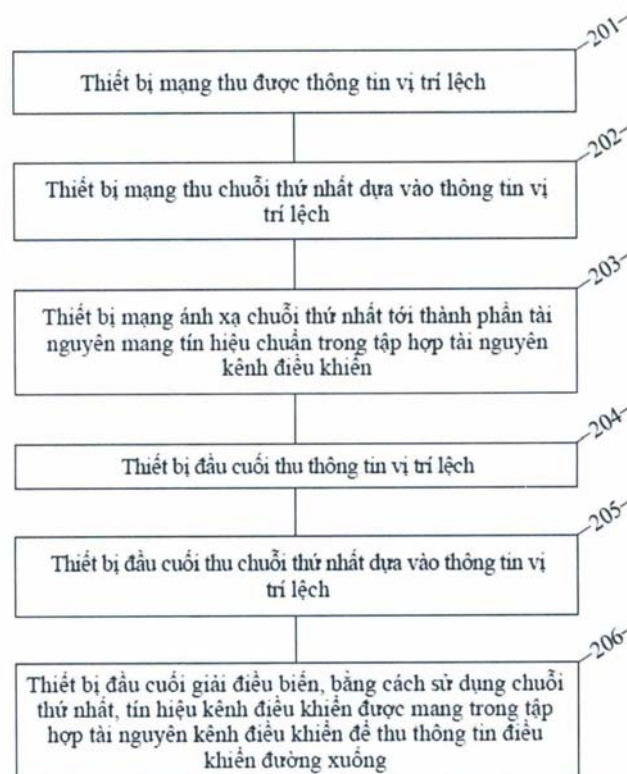 201
Thiết bị mạng thu được thông tin vị trí lệch
202
Thiết bị mạng thu chuỗi thứ nhất dựa vào thông tin vị
trí lệch
203
Thiết bị mạng ánh xạ chuỗi thứ nhất tới thành phần tài
nguyên mang tín hiệu chuẩn trong tập hợp tài nguyên
kênh điều khiển
204
Thiết bị đầu cuối thu thông tin vị trí lệch
205
Thiết bị đầu cuối thu chuỗi thứ nhất dựa vào thông tin vị
trí lệch
206
Thiết bị đầu cuối giải điều biến, bằng cách sử dụng chuỗi
thứ nhất, tín hiệu kênh điều khiển được mang trong tập
hợp tài nguyên kênh điều khiển để thu thông tin điều
khiển đường xuống